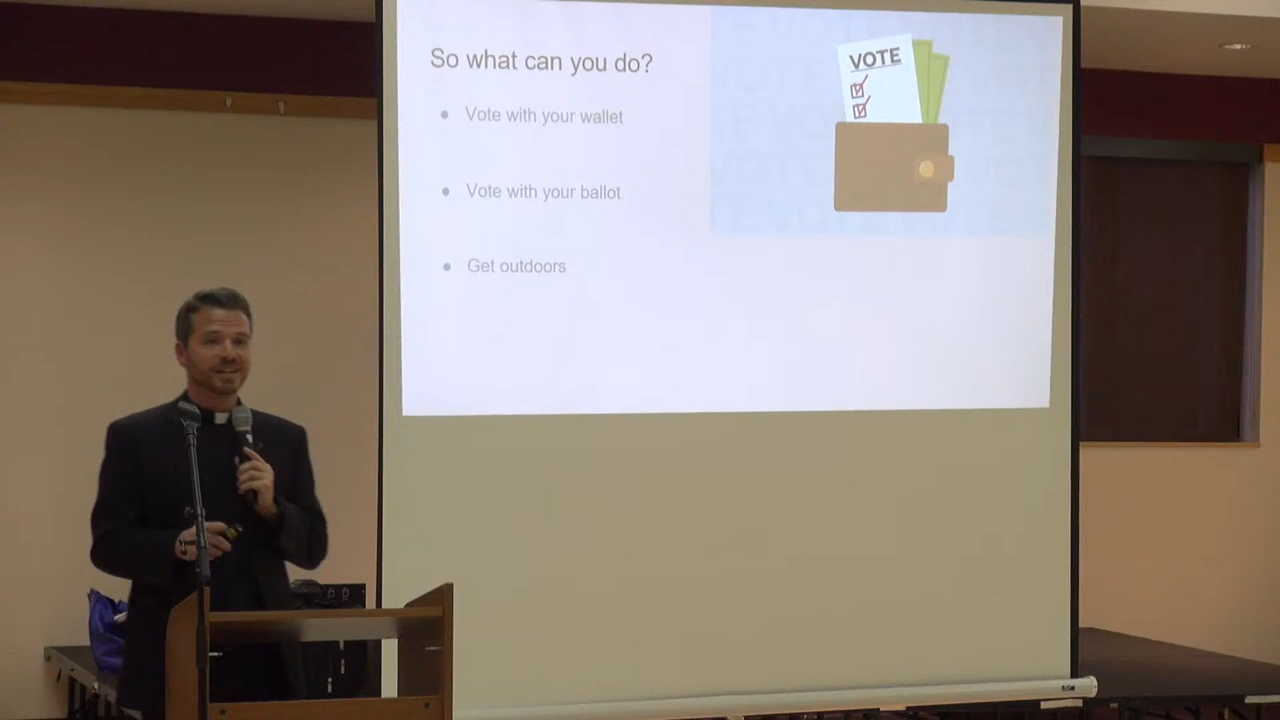 So what can you do?
● Vote with your wallet
● Vote with your ballot
● Get outdoors
VOTE